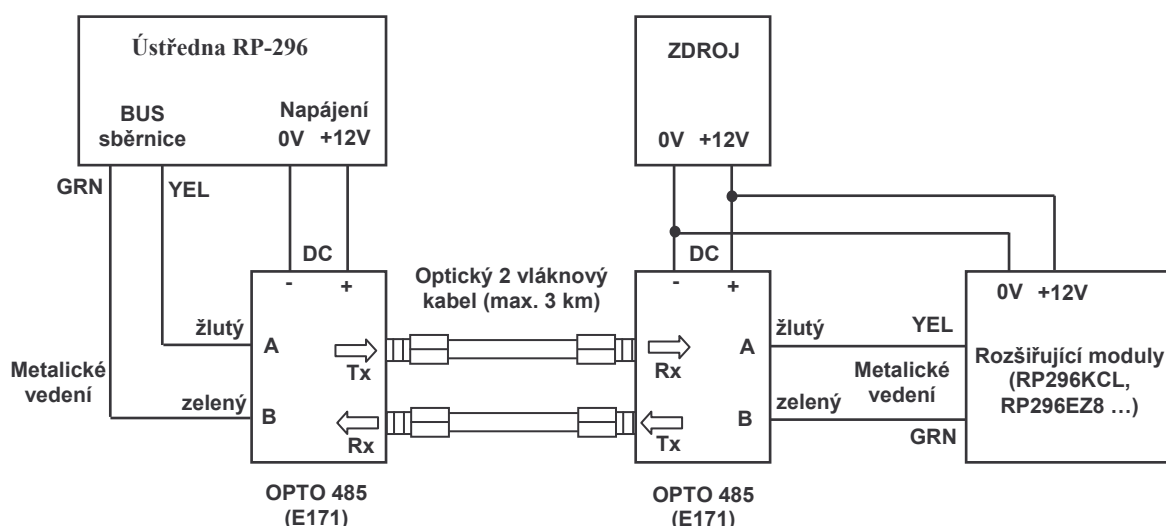 Ústředna RP-296
BUS
sběrnice
Napájení
0V +12V
GRN
YEL
DC
- +
žlutý
A
Tx
Metalické
vedení
zelený
B
Rx
OPTO 485
(E171)
Optický 2 vláknový
kabel (max. 3 km)
ZDROJ
0V +12V
DC
- +
Rx
A
žlutý
YEL
Tx
B
zelený
GRN
Metalické
vedení
OPTO 485
(E171)
0V +12V
Rozšiřující moduly
(RP296KCL,
RP296EZ8 …)